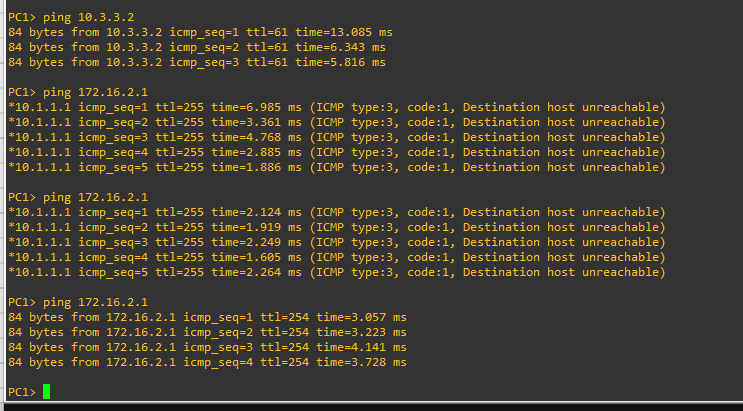 PC1> ping 10.3.3.2
84 bytes from 10.3.3.2 icmp_seq=1 ttl=61 time=13.085 ms
84 bytes from 10.3.3.2 icmp_seq=2 ttl=61 time=6.343 ms
84 bytes from 10.3.3.2 icmp_seq=3 ttl=61 time=5.816 ms
PC1> ping 172.16.2.1
*10.1.1.1 icmp_seq=1 ttl=255 time=6.985 ms (ICMP type:3, code:1, Destination host unreachable)
*10.1.1.1 icmp_seq=2 ttl=255 time=3.361 ms (ICMP type:3, code:1, Destination host unreachable)
*10.1.1.1 icmp_seq=3 ttl=255 time=4.768 ms (ICMP type:3, code:1, Destination host unreachable)
*10.1.1.1 icmp_seq=4 ttl=255 time=2.885 ms (ICMP type:3, code:1, Destination host unreachable)
*10.1.1.1 icmp_seq=5 ttl=255 time=1.886 ms (ICMP type:3, code:1, Destination host unreachable)
PC1> ping 172.16.2.1
*10.1.1.1 icmp_seq=1 ttl=255 time=2.124 ms (ICMP type:3, code:1, Destination host unreachable)
*10.1.1.1 icmp_seq=2 ttl=255 time=1.919 ms (ICMP type:3, code:1, Destination host unreachable)
*10.1.1.1 icmp_seq=3 ttl=255 time=2.249 ms (ICMP type:3, code:1, Destination host unreachable)
*10.1.1.1 icmp_seq=4 ttl=255 time=1.605 ms (ICMP type:3, code:1, Destination host unreachable)
*10.1.1.1 icmp_seq=5 ttl=255 time=2.264 ms (ICMP type:3, code:1, Destination host unreachable)
PC1> ping 172.16.2.1
84 bytes from 172.16.2.1 icmp_seq=1 ttl=254 time=3.057 ms
84 bytes from 172.16.2.1 icmp_seq=2 ttl=254 time=3.223 ms
84 bytes from 172.16.2.1 icmp_seq=3 ttl=254 time=4.141 ms
84 bytes from 172.16.2.1 icmp_seq=4 ttl=254 time=3.728 ms
PC1>